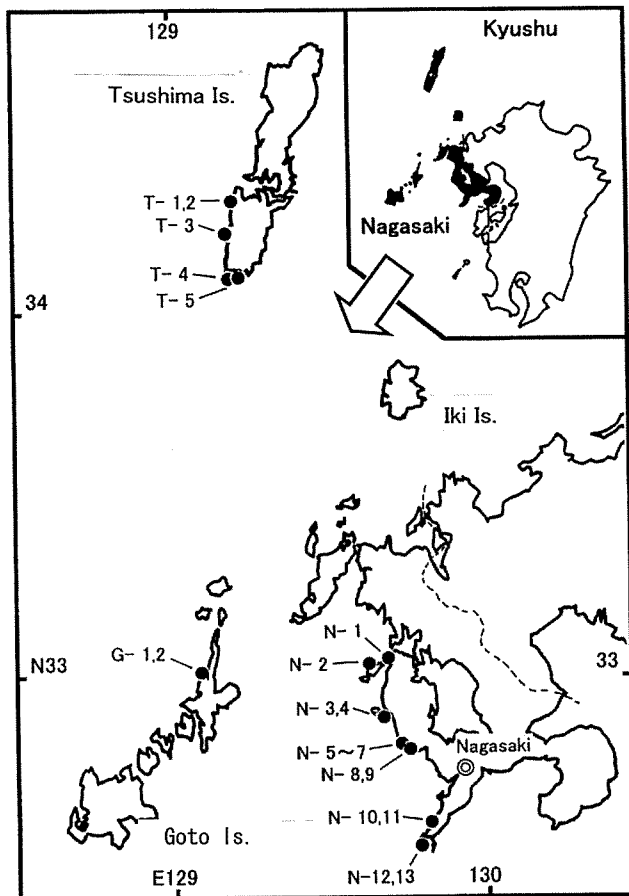 129
Kyushu
Tsushima Is.
T- 1,2
T- 3
T- 4
T- 5
Nagasaki
34
Iki Is.
G- 1,2
N- 1
N33
N- 2
33
N- 3,4
N- 5~7
Nagasaki
N- 8,9
N- 10,11
Goto Is.
N-12,13
E129
130